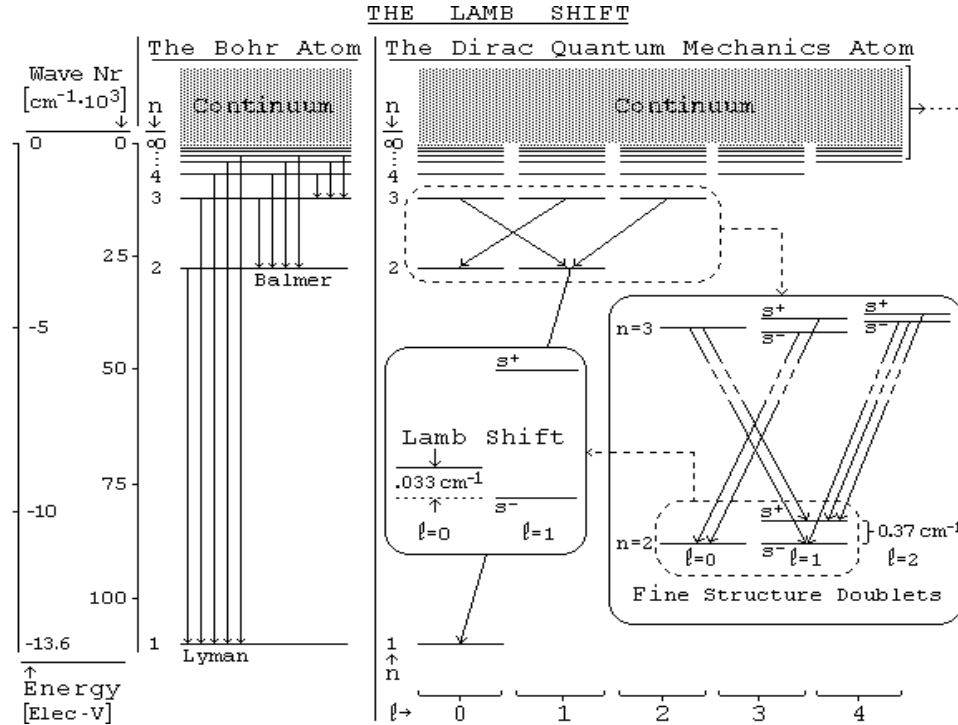 THE LAMB SHIFT
The Bohr Atom
The Dirac Quantum Mechanics Atom
Wave Nr
[cm⁻¹·10³]
n
Continuum
Continuum
0
0
∞
∞
4
4
3
3
25
2
2
Balmer
-5
50
75
-10
100
-13.6
1
Lyman
1
n
Energy
[Elec-V]
s⁺
Lamb Shift
.033 cm⁻¹
s⁻
ℓ=0
ℓ=1
s⁺
s⁺
n=3
s⁻
s⁻
s⁺
0.37 cm⁻¹
n=2
ℓ=0
s⁻
ℓ=1
ℓ=2
Fine Structure Doublets
ℓ→
0
1
2
3
4
n